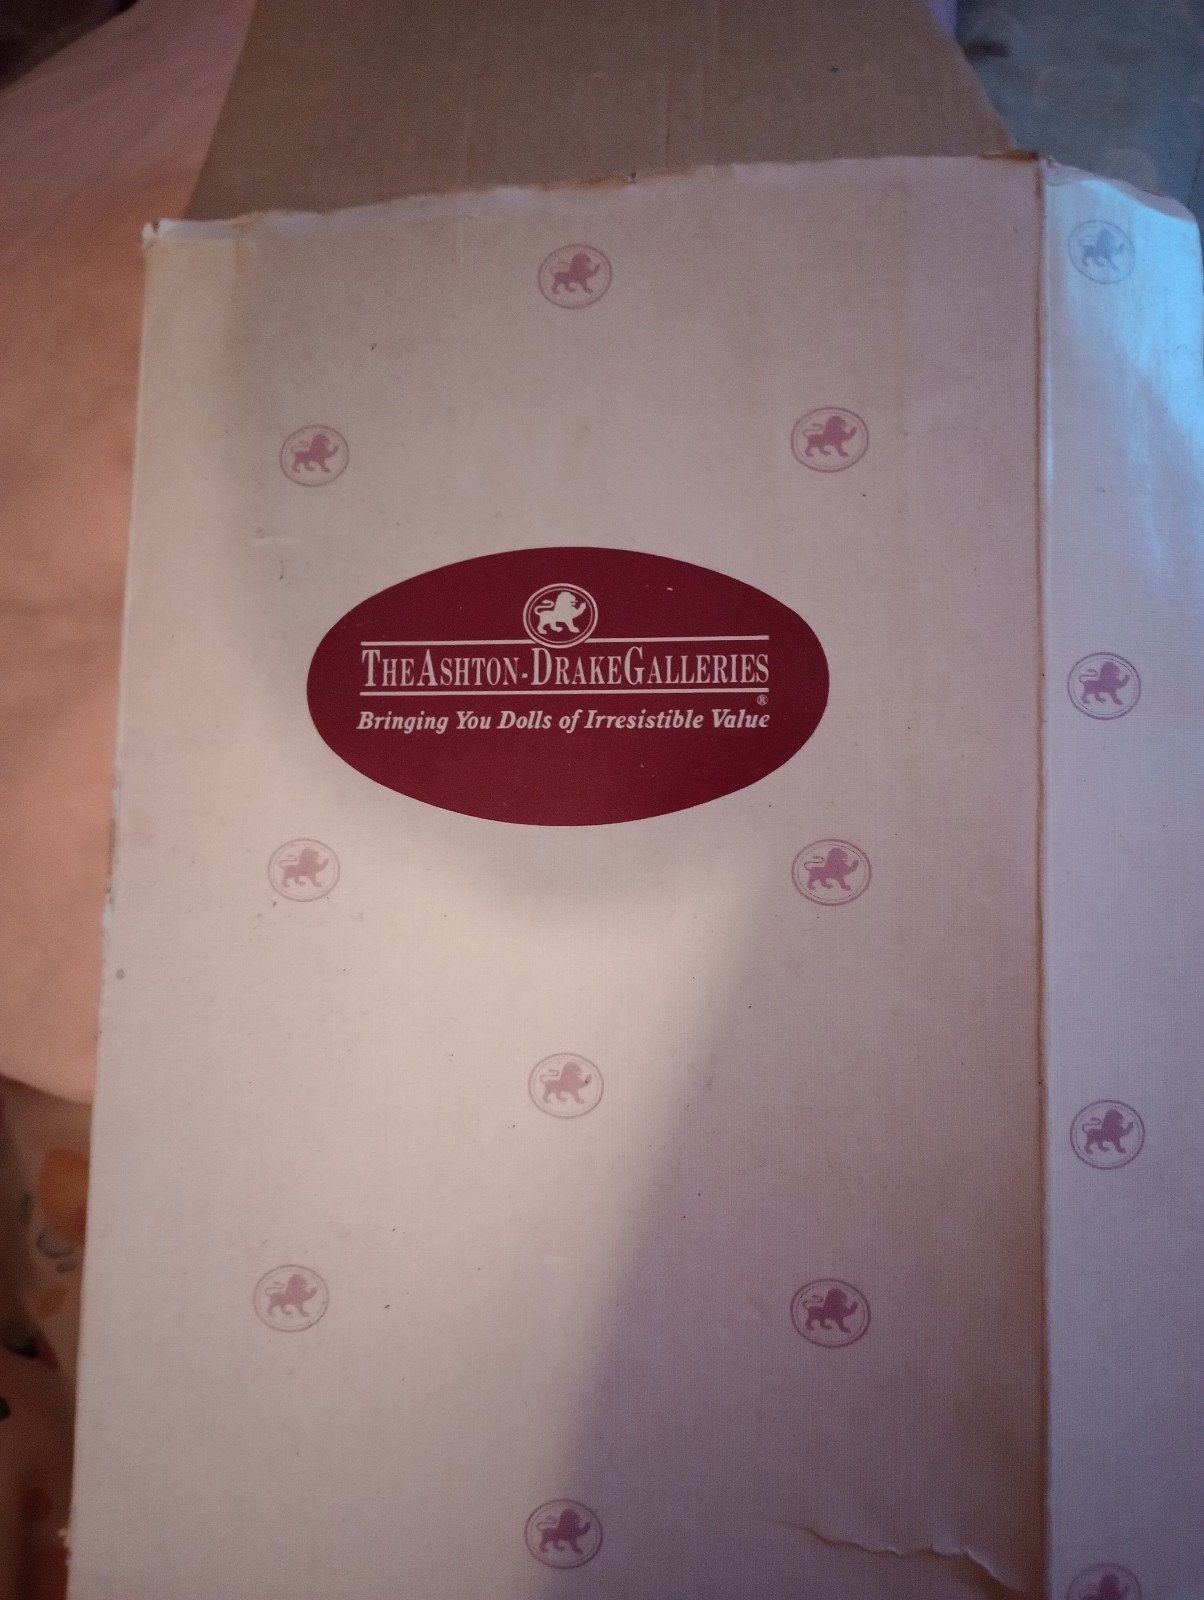 THE ASHTON-DRAKE GALLERIES
®
Bringing You Dolls of Irresistible Value